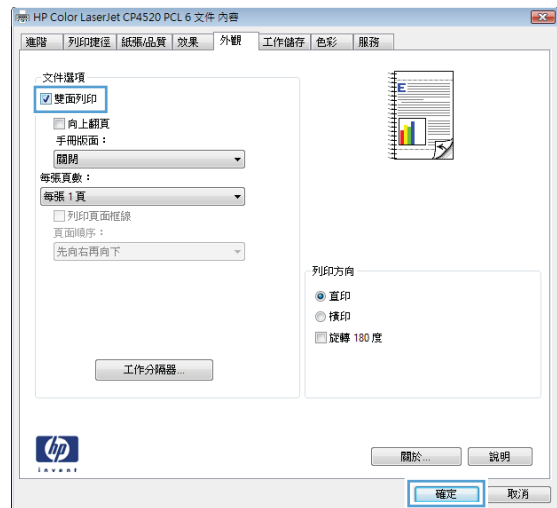 HP Color LaserJet CP4520 PCL 6 文件 內容
進階 列印捷徑 紙張/品質 效果 外觀 工作儲存 色彩 服務
文件選項
雙面列印
向上翻頁
手冊版面：
關閉
每張頁數：
每張 1 頁
列印頁面框線
頁面順序：
先向右再向下
工作分隔器...
E
列印方向
直印
橫印
旋轉 180 度
hp
invent
關於... 說明
確定 取消